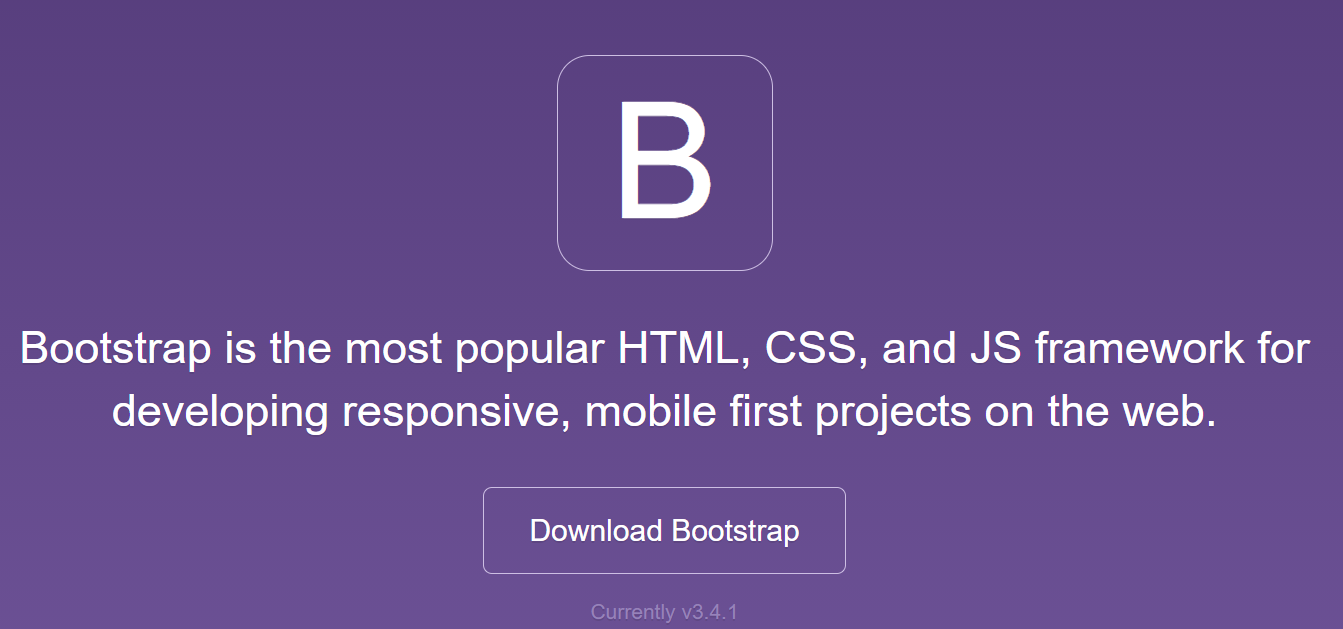 B
Bootstrap is the most popular HTML, CSS, and JS framework for
developing responsive, mobile first projects on the web.
Download Bootstrap
Currently v3.4.1